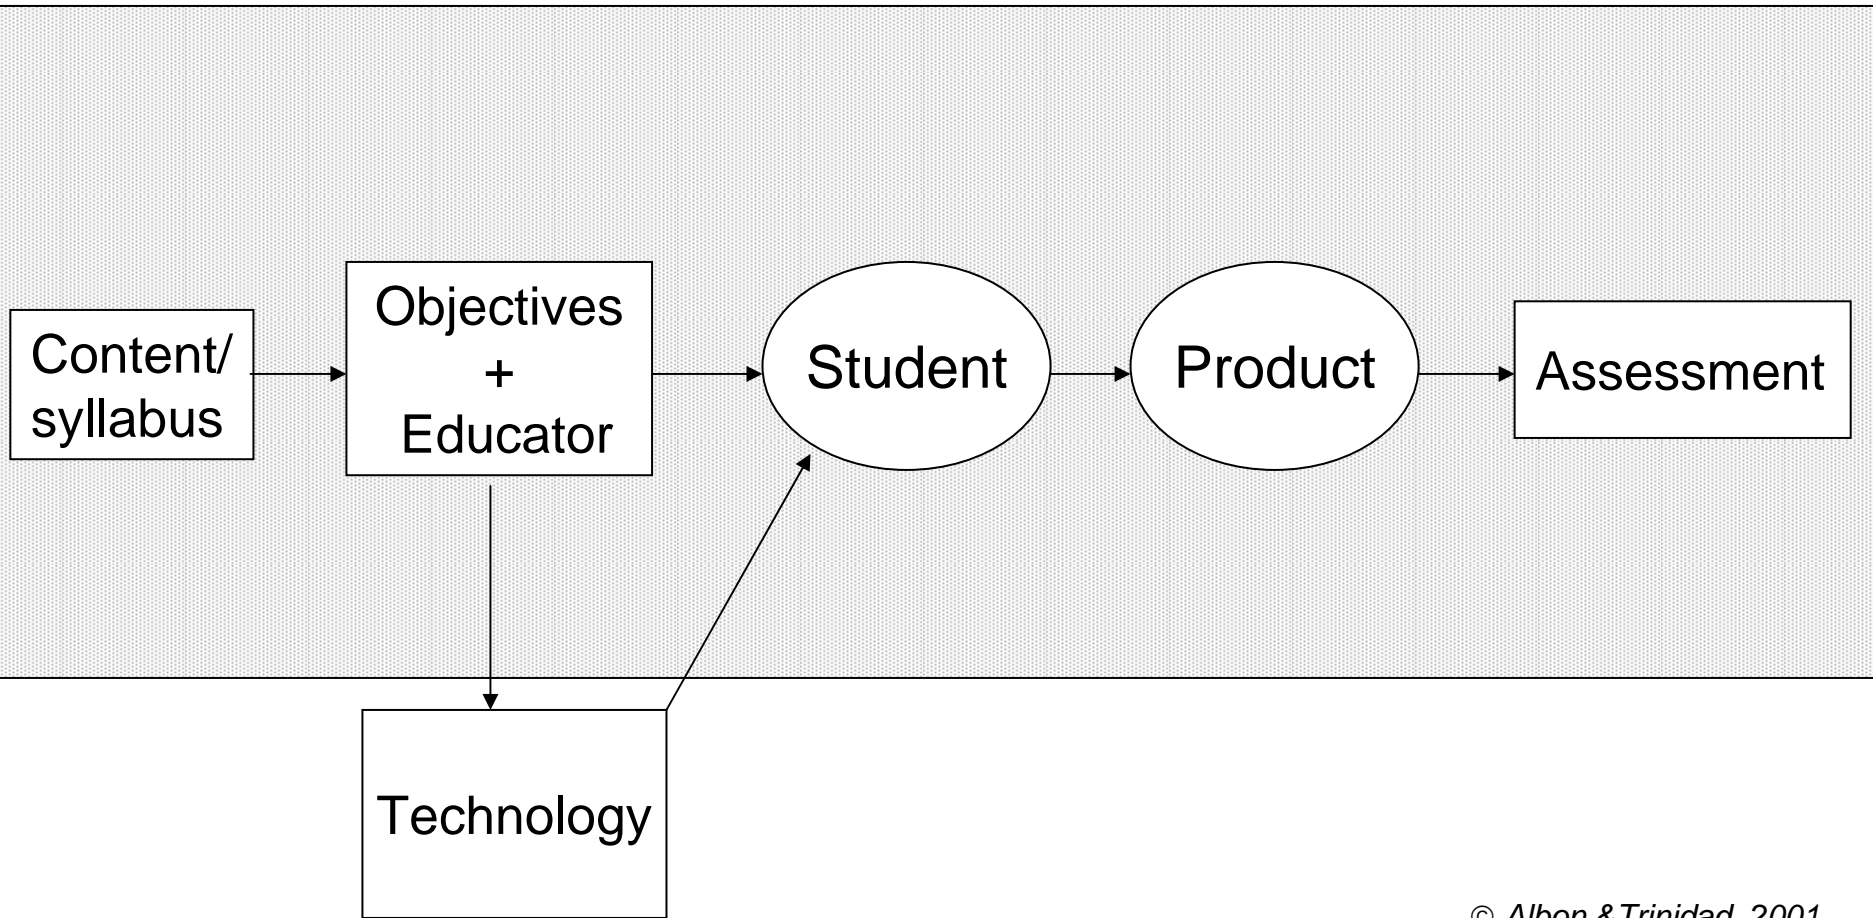 Content/
syllabus
Objectives
+
Educator
Student
Product
Assessment
Technology
© Albon &Trinidad, 2001